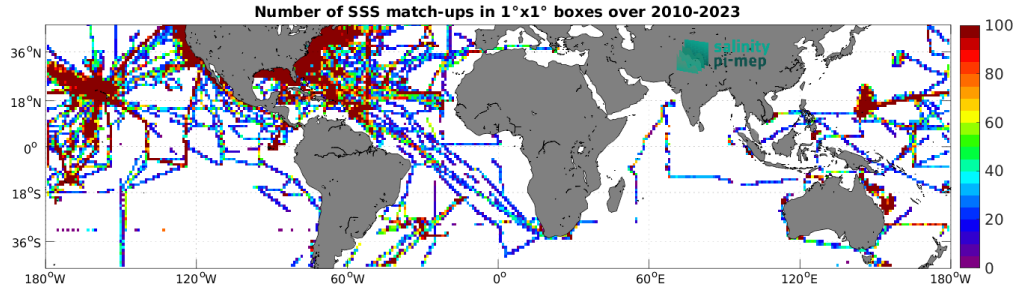 Number of SSS match-ups in 1°x1° boxes over 2010-2023
36°N
18°N
0°
18°S
36°S
180°W
120°W
60°W
0°
60°E
120°E
180°W
salinity
pi-mep
100
80
60
40
20
0